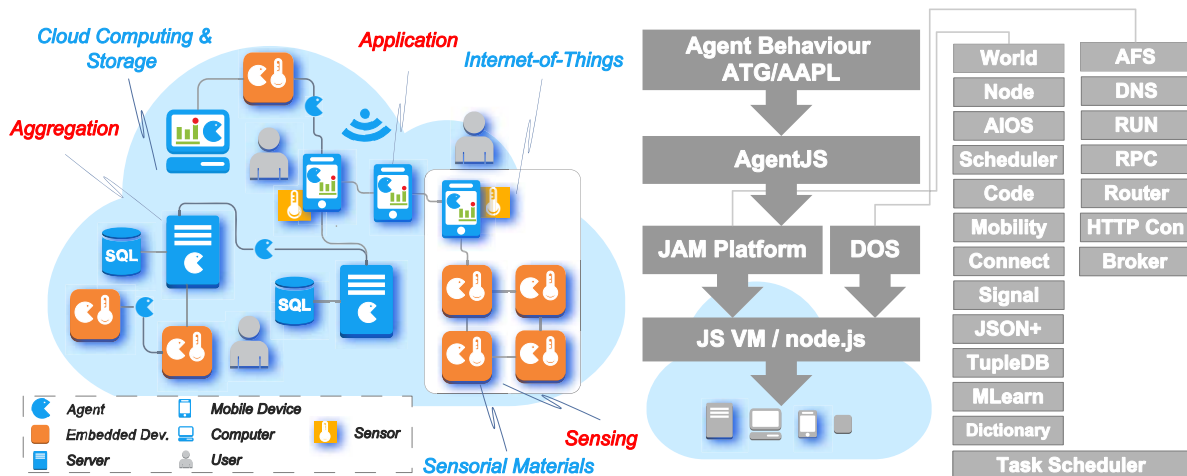 Cloud Computing &
Storage
Application
Internet-of-Things
Aggregation
SQL
SQL
Sensing
Sensorial Materials
Agent
Mobile Device
Embedded Dev.
Computer
Sensor
Server
User
Agent Behaviour
ATG/AAPL
AgentJS
JAM Platform
DOS
JS VM / node.js
World
Node
AIOS
Scheduler
Code
Mobility
Connect
Signal
JSON+
TupleDB
MLearn
Dictionary
AFS
DNS
RUN
RPC
Router
HTTP Con
Broker
Task Scheduler